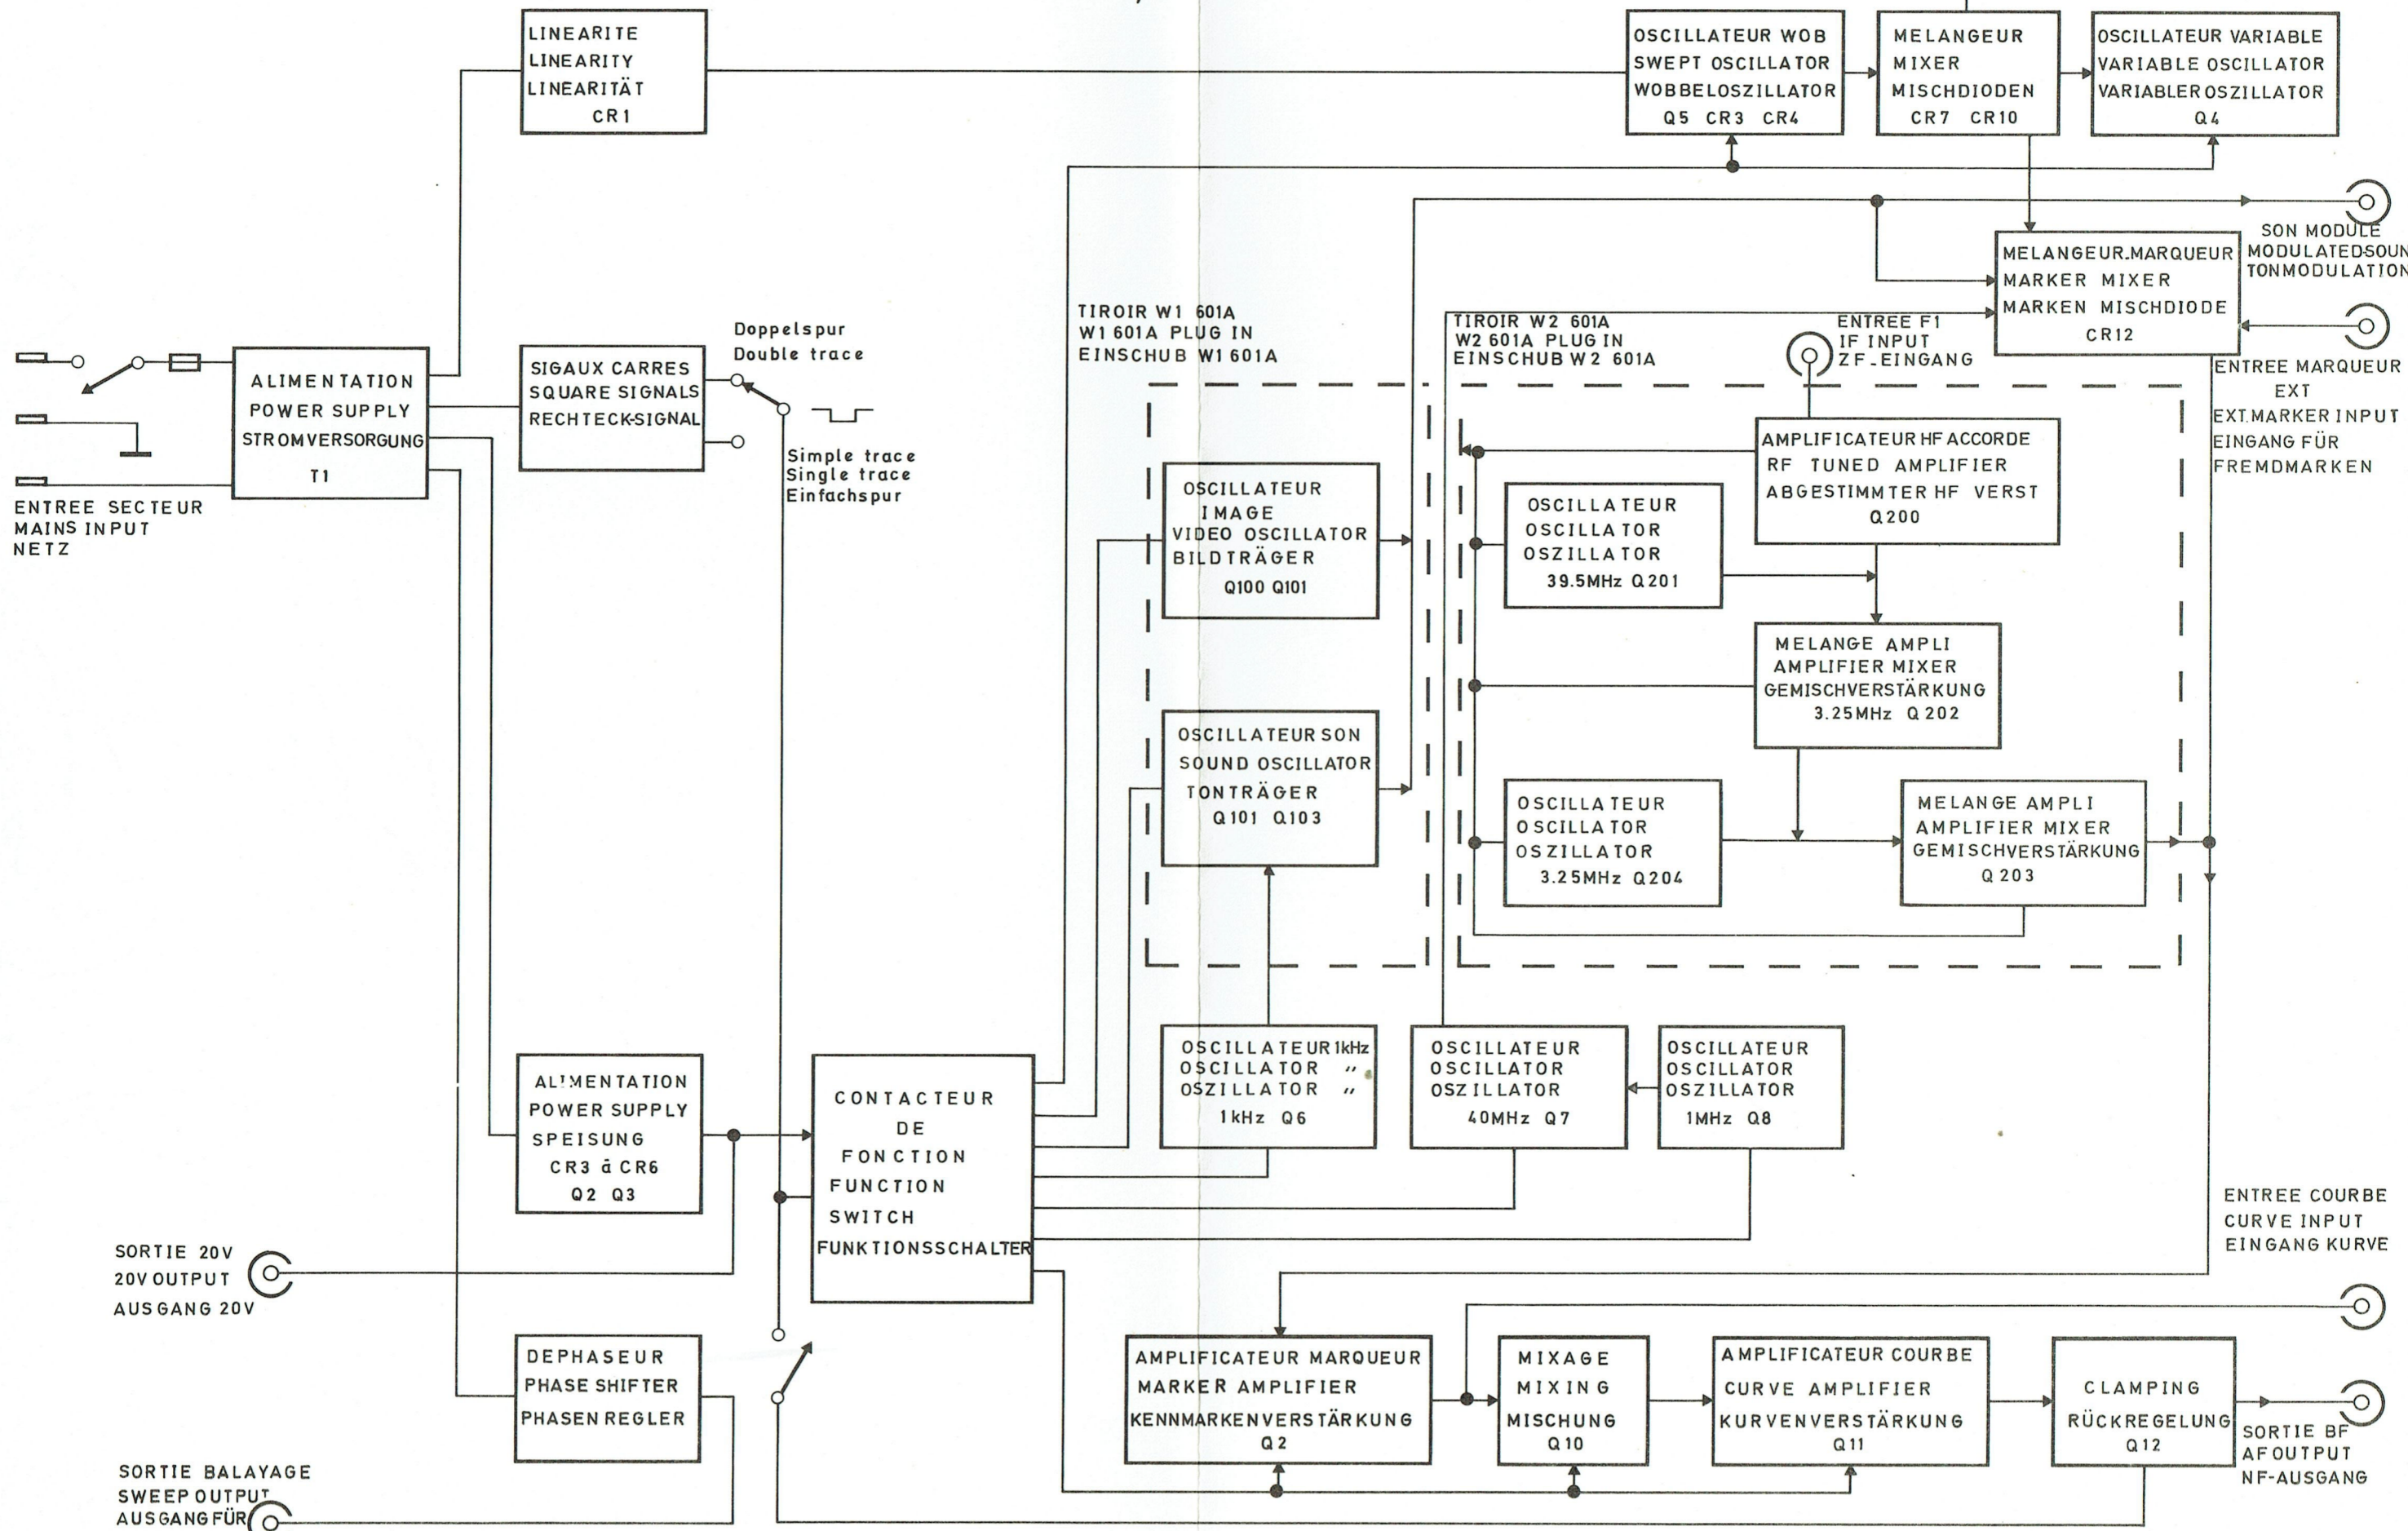 LINEARITE
LINEARITY
LINEARITÄT
CR1
OSCILLATEUR WOB
SWEPT OSCILLATOR
WOBBELOSZILLATOR
Q5 CR3 CR4
MELANGEUR
MIXER
MISCHDIODEN
CR7 CR10
OSCILLATEUR VARIABLE
VARIABLE OSCILLATOR
VARIABLER OSZILLATOR
Q4
SON MODULE
MODULATED-SOUN
TONMODULATION
MELANGEUR-MARQUEUR
MARKER MIXER
MARKEN MISCHDIODE
CR12
ENTREE MARQUEUR
EXT
EXT.MARKER INPUT
EINGANG FÜR
FREMDMARKEN
ENTREE SECTEUR
MAINS INPUT
NETZ
ALIMENTATION
POWER SUPPLY
STROMVERSORGUNG
T1
SIGAUX CARRES
SQUARE SIGNALS
RECHTECK-SIGNAL
Doppelspur
Double trace
Simple trace
Single trace
Einfachspur
TIROIR W1 601A
W1 601A PLUG IN
EINSCHUB W1 601A
TIROIR W2 601A
W2 601A PLUG IN
EINSCHUB W2 601A
ENTREE F1
IF INPUT
ZF-EINGANG
OSCILLATEUR
IMAGE
VIDEO OSCILLATOR
BILDTRÄGER
Q100 Q101
OSCILLATEUR SON
SOUND OSCILLATOR
TONTRÄGER
Q101 Q103
AMPLIFICATEUR HF ACCORDE
RF TUNED AMPLIFIER
ABGESTIMMTER HF VERST
Q200
OSCILLATEUR
OSCILLATOR
OSZILLATOR
39.5MHz Q201
MELANGE AMPLI
AMPLIFIER MIXER
GEMISCHVERSTÄRKUNG
3.25MHz Q202
OSCILLATEUR
OSCILLATOR
OSZILLATOR
3.25MHz Q204
MELANGE AMPLI
AMPLIFIER MIXER
GEMISCHVERSTÄRKUNG
Q203
OSCILLATEUR 1kHz
OSCILLATOR "
OSZILLATOR "
1kHz Q6
OSCILLATEUR
OSCILLATOR
OSZILLATOR
40MHz Q7
OSCILLATEUR
OSCILLATOR
OSZILLATOR
1MHz Q8
ALIMENTATION
POWER SUPPLY
SPEISUNG
CR3 à CR6
Q2 Q3
CONTACTEUR
DE
FONCTION
FUNCTION
SWITCH
FUNKTIONSSCHALTER
SORTIE 20V
20V OUTPUT
AUSGANG 20V
DEPHASEUR
PHASE SHIFTER
PHASEN REGLER
SORTIE BALAYAGE
SWEEP OUTPUT
AUSGANG FÜR
ENTREE COURBE
CURVE INPUT
EINGANG KURVE
AMPLIFICATEUR MARQUEUR
MARKER AMPLIFIER
KENNMARKENVERSTÄRKUNG
Q2
MIXAGE
MIXING
MISCHUNG
Q10
AMPLIFICATEUR COURBE
CURVE AMPLIFIER
KURVENVERSTÄRKUNG
Q11
CLAMPING
RÜCKREGELUNG
Q12
SORTIE BF
AF OUTPUT
NF-AUSGANG